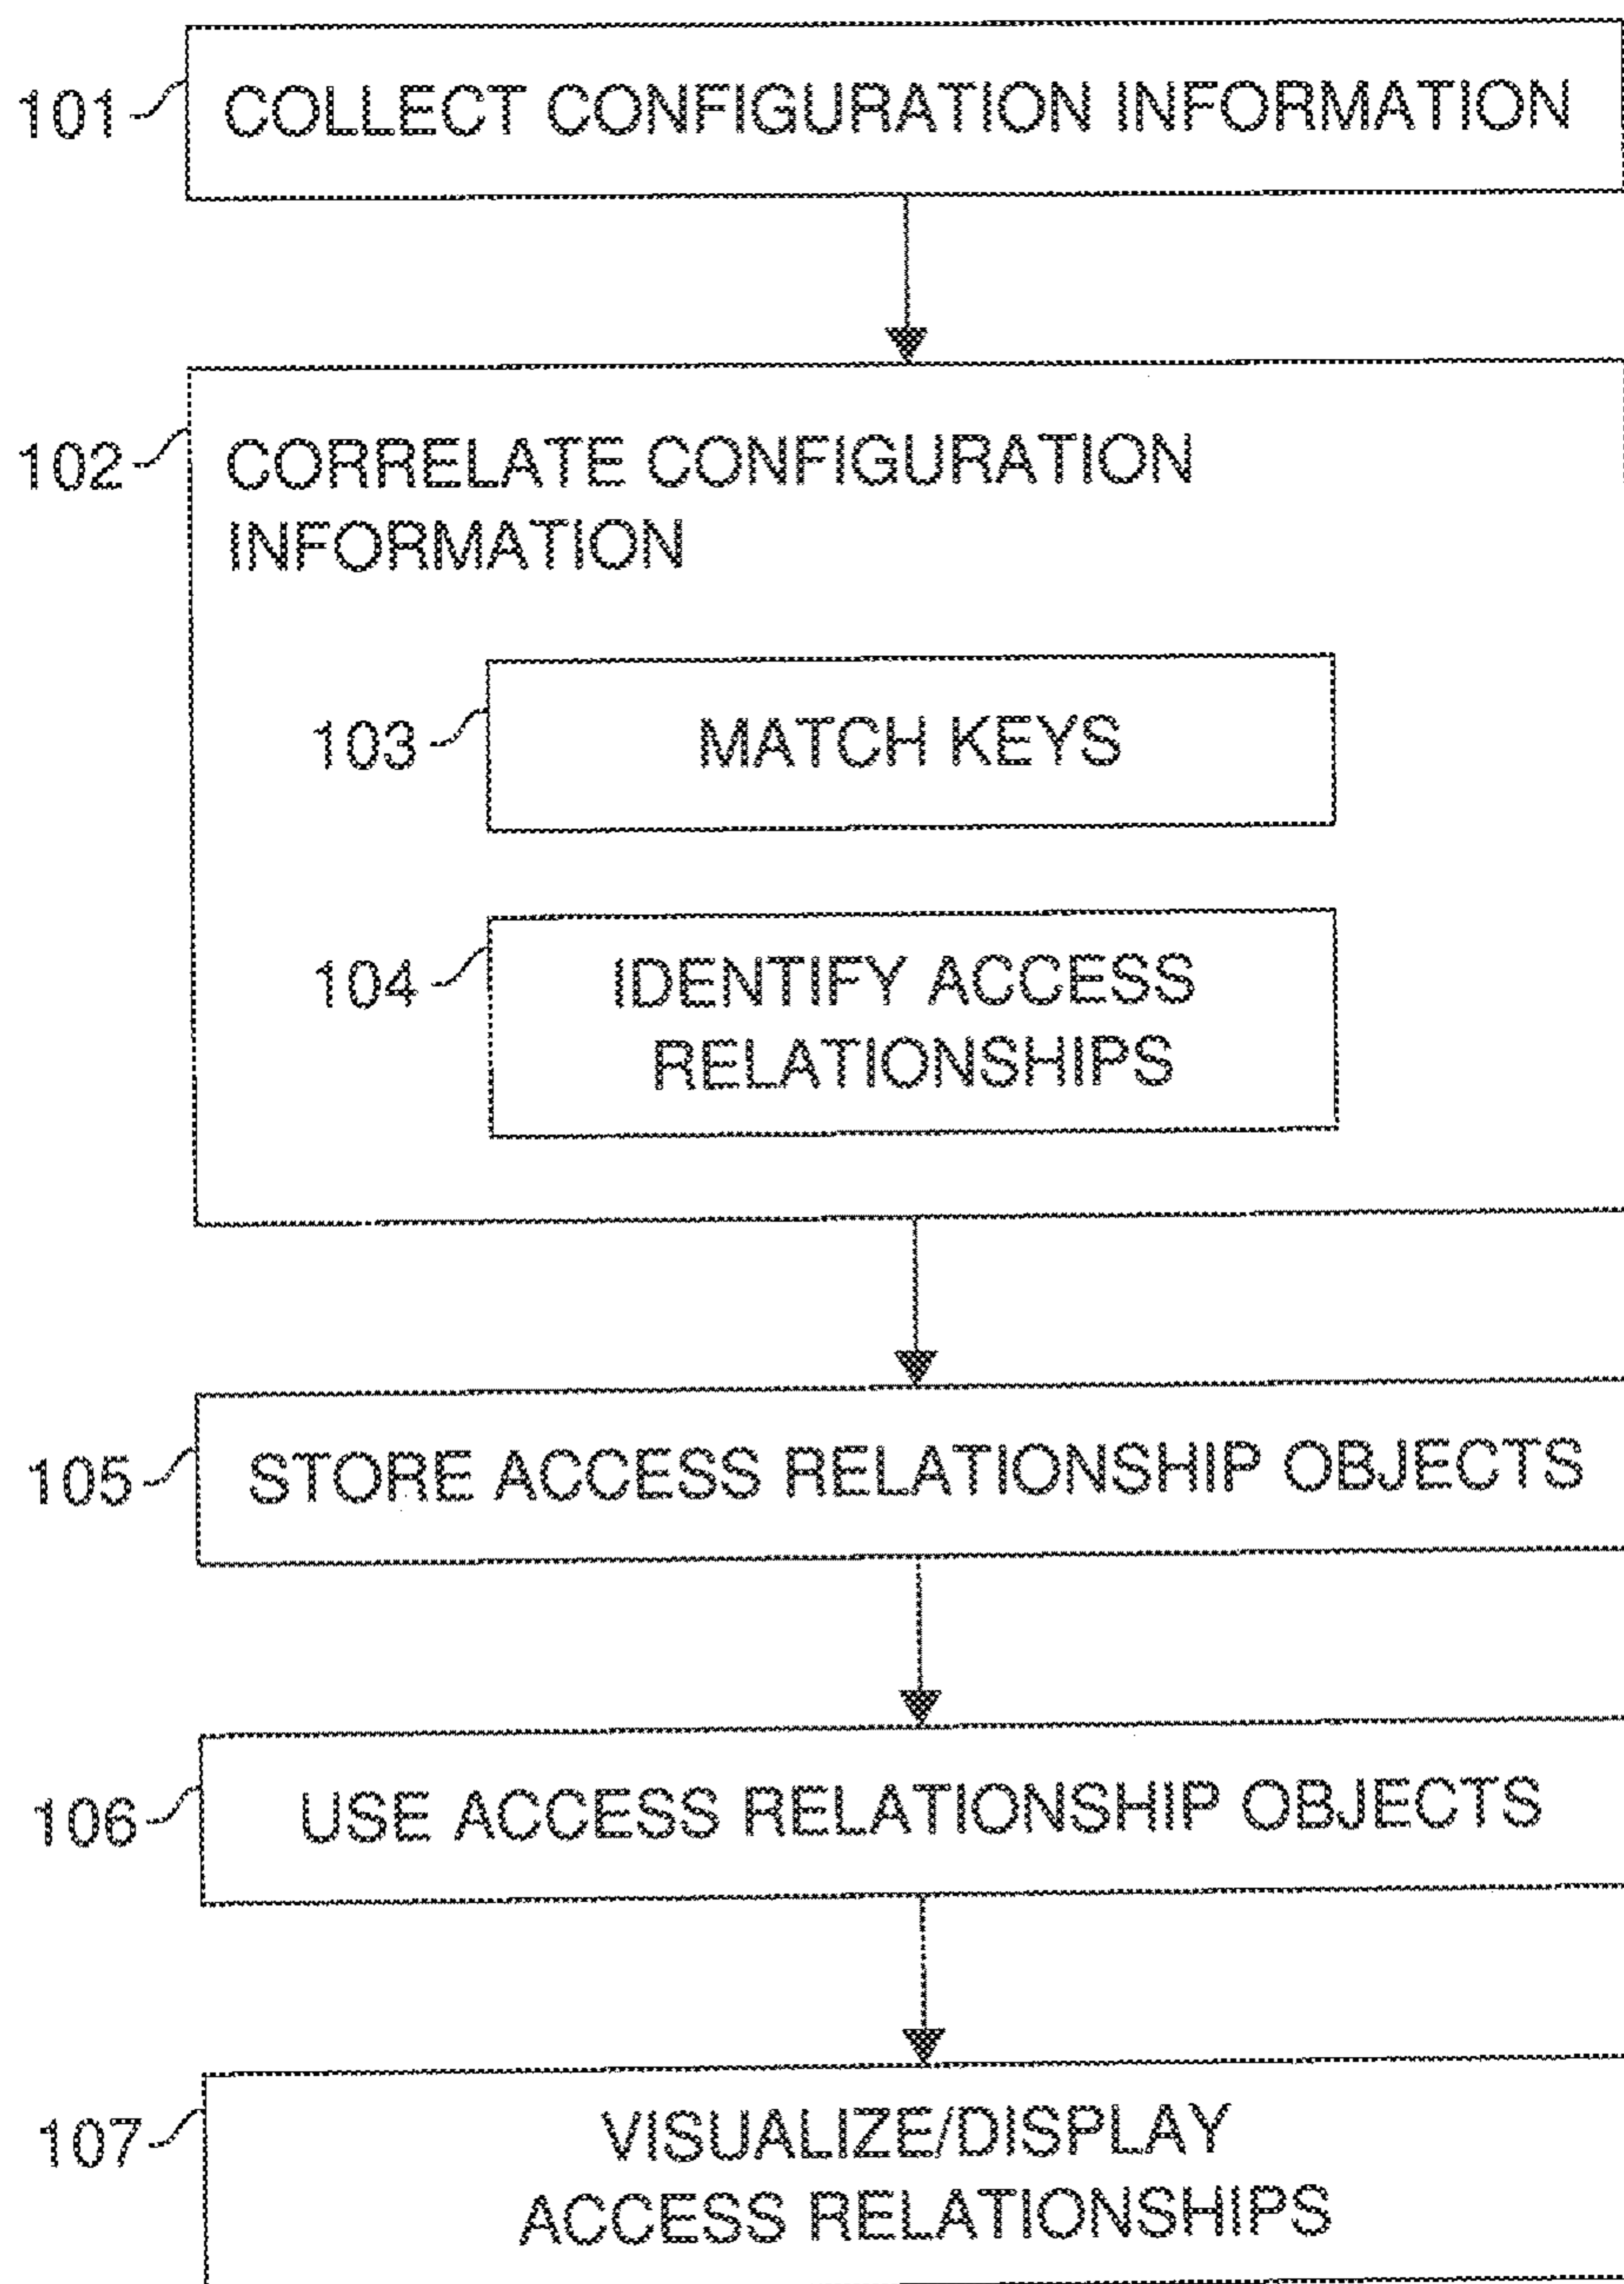 101 COLLECT CONFIGURATION INFORMATION
102 CORRELATE CONFIGURATION
INFORMATION
103 MATCH KEYS
104 IDENTIFY ACCESS
RELATIONSHIPS
105 STORE ACCESS RELATIONSHIP OBJECTS
106 USE ACCESS RELATIONSHIP OBJECTS
107 VISUALIZE/DISPLAY
ACCESS RELATIONSHIPS